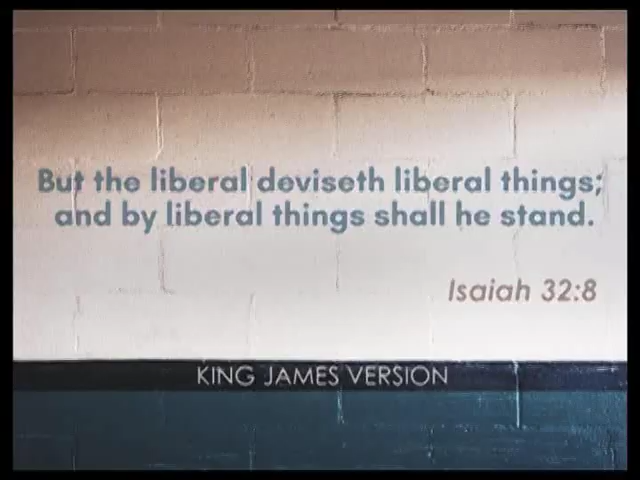 But the liberal deviseth liberal things;
and by liberal things shall he stand.
Isaiah 32:8
KING JAMES VERSION